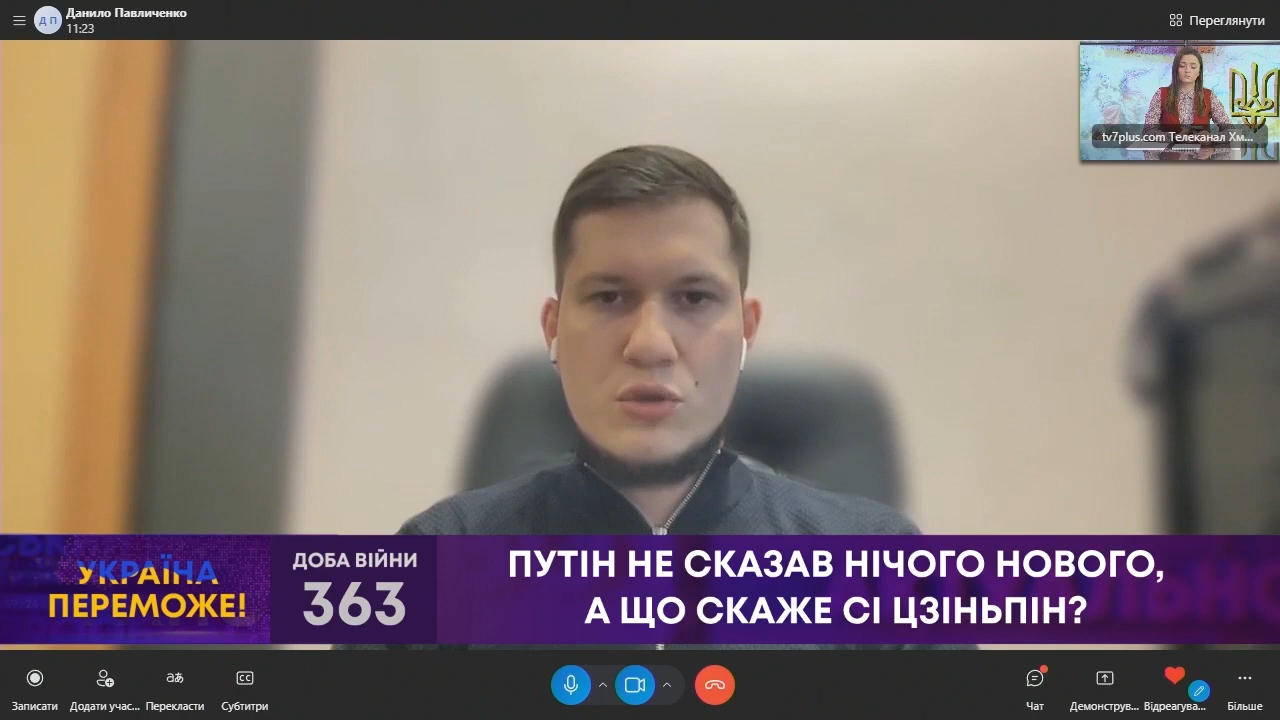 Д П
Данило Павличенко
11:23
Переглянути
tv7plus.com Телеканал Хм...
УКРАЇНА
ПЕРЕМОЖЕ!
ДОБА ВІЙНИ
363
ПУТІН НЕ СКАЗАВ НІЧОГО НОВОГО,
А ЩО СКАЖЕ СІ ЦЗІНЬПІН?
Записати
Додати учас...
Перекласти
Субтитри
Чат
Демонструв...
Відреагува...
Більше